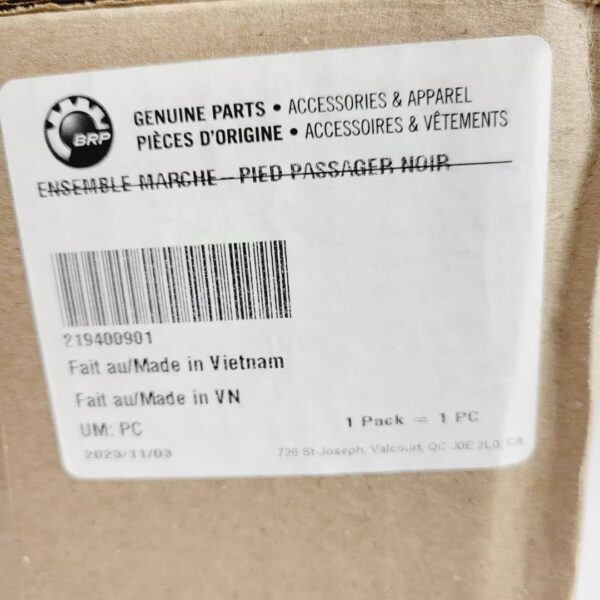 BRP
GENUINE PARTS • ACCESSORIES & APPAREL
PIÈCES D'ORIGINE • ACCESSOIRES & VÊTEMENTS
ENSEMBLE MARCHE - PIED PASSAGER NOIR
219400901
Fait au/Made in Vietnam
Fait au/Made in VN
UM: PC
1 Pack = 1 PC
2023/11/03
726 St-Joseph, Valcourt, QC J0E 2L0, CA